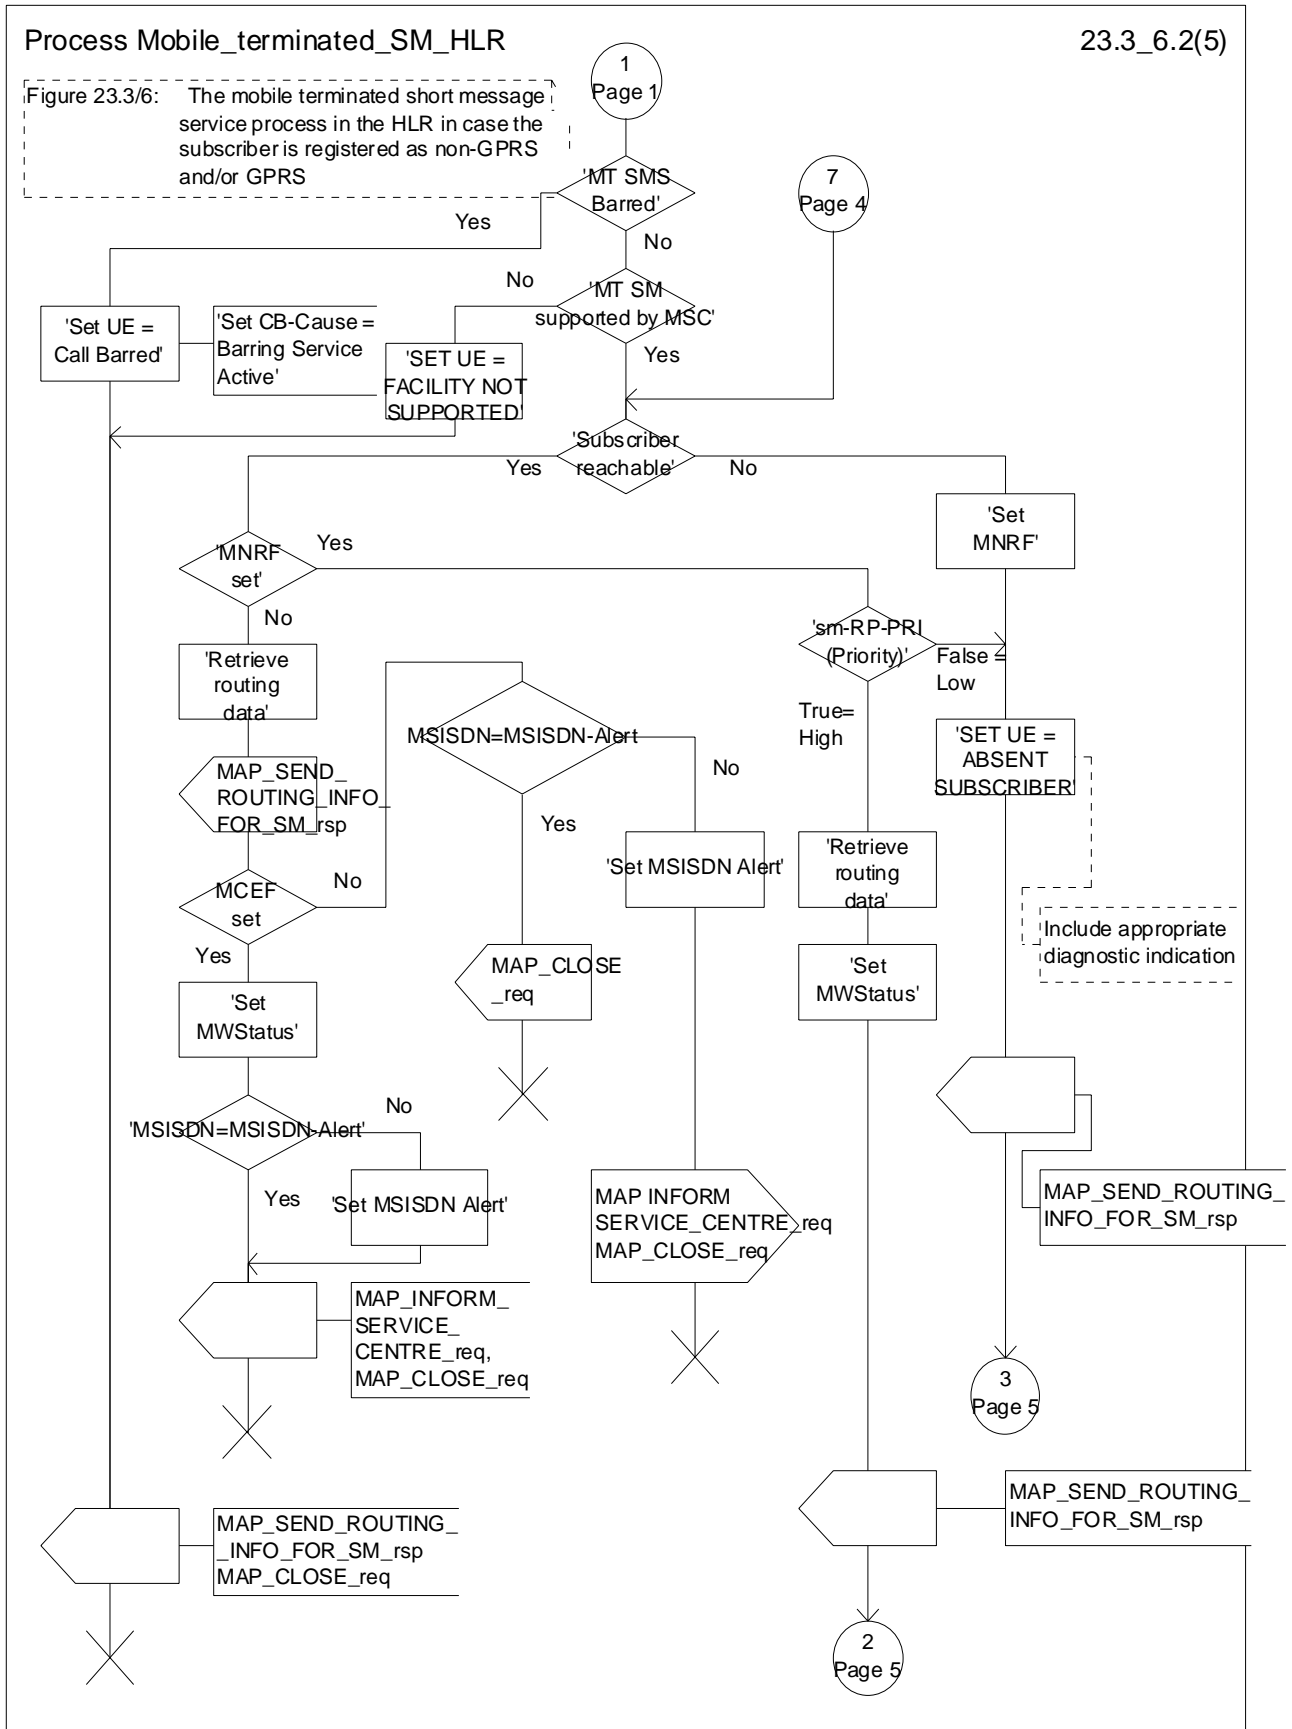 Process Mobile_terminated_SM_HLR
23.3_6.2(5)
1
Page 1
Figure 23.3/6: The mobile terminated short message
service process in the HLR in case the
subscriber is registered as non-GPRS
and/or GPRS
'MT SMS
Barred'
7
Page 4
Yes
No
No
'MT SM
supported by MSC'
'Set UE =
Call Barred'
'Set CB-Cause =
Barring Service
Active'
'SET UE =
FACILITY NOT
SUPPORTED'
Yes
'Subscriber
reachable'
Yes
No
'Set
MNRF'
'MNRF
set'
Yes
No
'sm-RP-PRI
(Priority)'
False =
Low
'Retrieve
routing
data'
True=
High
MSISDN=MSISDN-Alert
'SET UE =
ABSENT
SUBSCRIBER'
No
MAP_SEND_
ROUTING_INFO_
FOR_SM_rsp
Yes
'Set MSISDN Alert'
'Retrieve
routing
data'
MCEF
set
No
Yes
Include appropriate
diagnostic indication
MAP_CLOSE
_req
'Set
MWStatus'
'Set
MWStatus'
No
'MSISDN=MSISDN-Alert'
Yes
'Set MSISDN Alert'
MAP INFORM
SERVICE_CENTRE_req
MAP_CLOSE_req
MAP_SEND_ROUTING_
INFO_FOR_SM_rsp
MAP_INFORM_
SERVICE_
CENTRE_req,
MAP_CLOSE_req
3
Page 5
MAP_SEND_ROUTING_
INFO_FOR_SM_rsp
MAP_SEND_ROUTING_
_INFO_FOR_SM_rsp
MAP_CLOSE_req
2
Page 5